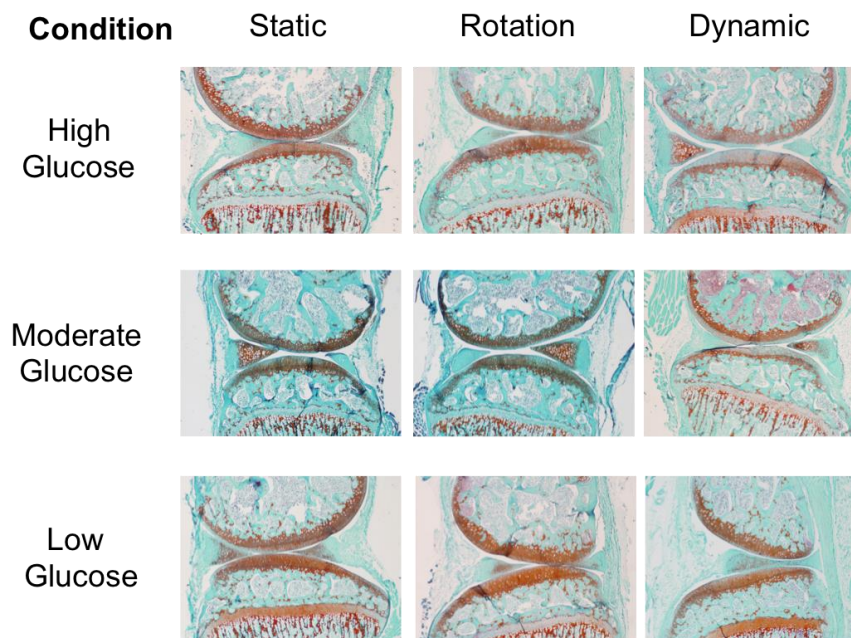 Condition Static Rotation Dynamic
High
Glucose
Moderate
Glucose
Low
Glucose